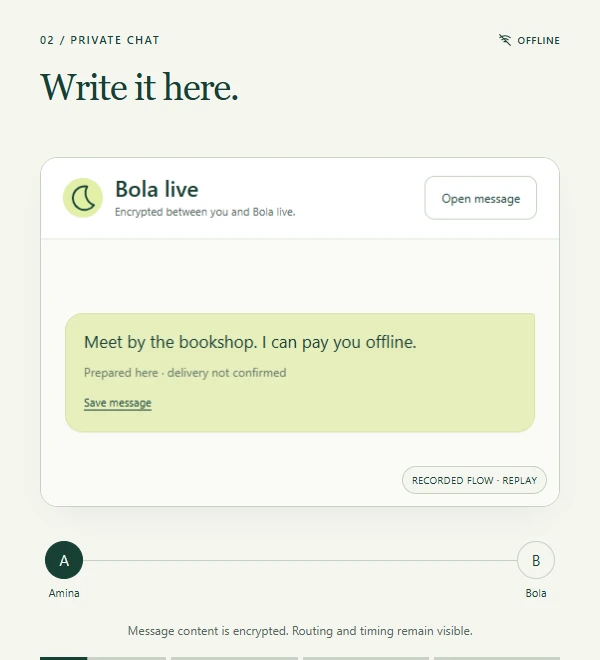 02 / PRIVATE CHAT
OFFLINE
Write it here.
Bola live
Encrypted between you and Bola live.
Open message
Meet by the bookshop. I can pay you offline.
Prepared here · delivery not confirmed
Save message
RECORDED FLOW · REPLAY
A
B
Amina
Bola
Message content is encrypted. Routing and timing remain visible.